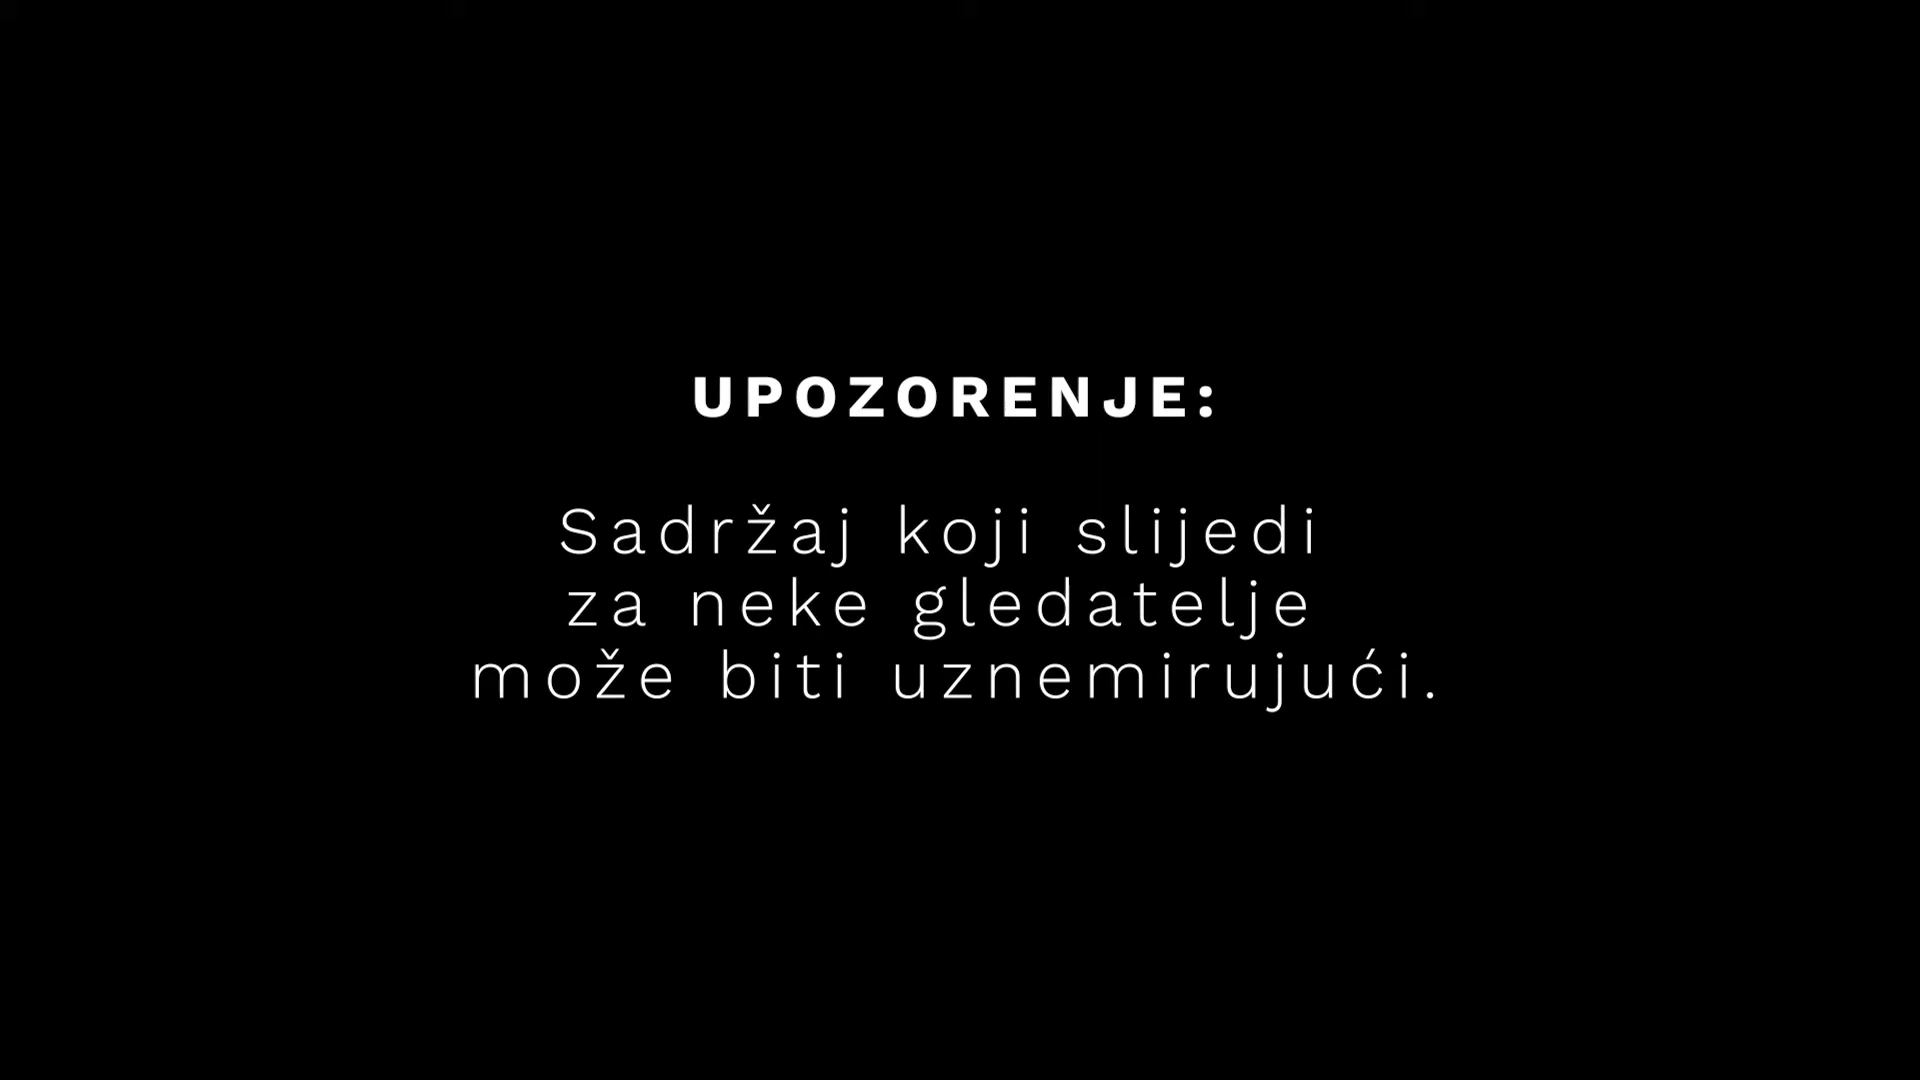 UPOZORENJE:
Sadržaj koji slijedi
za neke gledatelje
može biti uznemirujući.